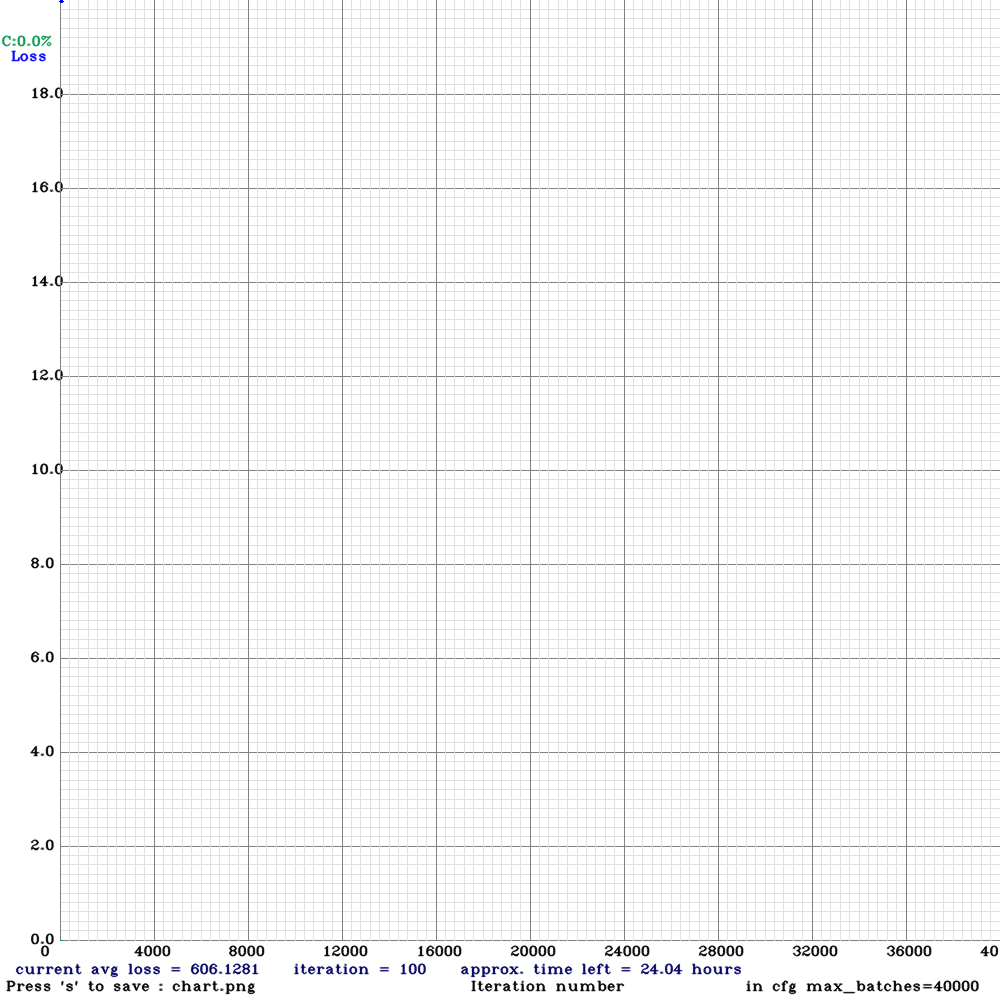 C:0.0%
Loss
18.0
16.0
14.0
12.0
10.0
8.0
6.0
4.0
2.0
0.0
0 4000 8000 12000 16000 20000 24000 28000 32000 36000 40
current avg loss = 606.1281 iteration = 100 approx. time left = 24.04 hours
Press 's' to save : chart.png Iteration number in cfg max_batches=40000